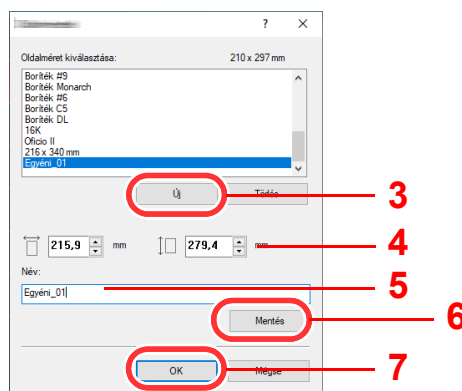 ? ×
Oldalméret kiválasztása: 210 x 297 mm
Boríték #9
Boríték Monarch
Boríték #6
Boríték C5
Boríték DL
16K
Oficio II
216 x 340 mm
Egyéni_01
Új Törlés 3
215,9 mm 279,4 mm 4
Név:
Egyéni_01 5
Mentés 6
OK Mégse 7